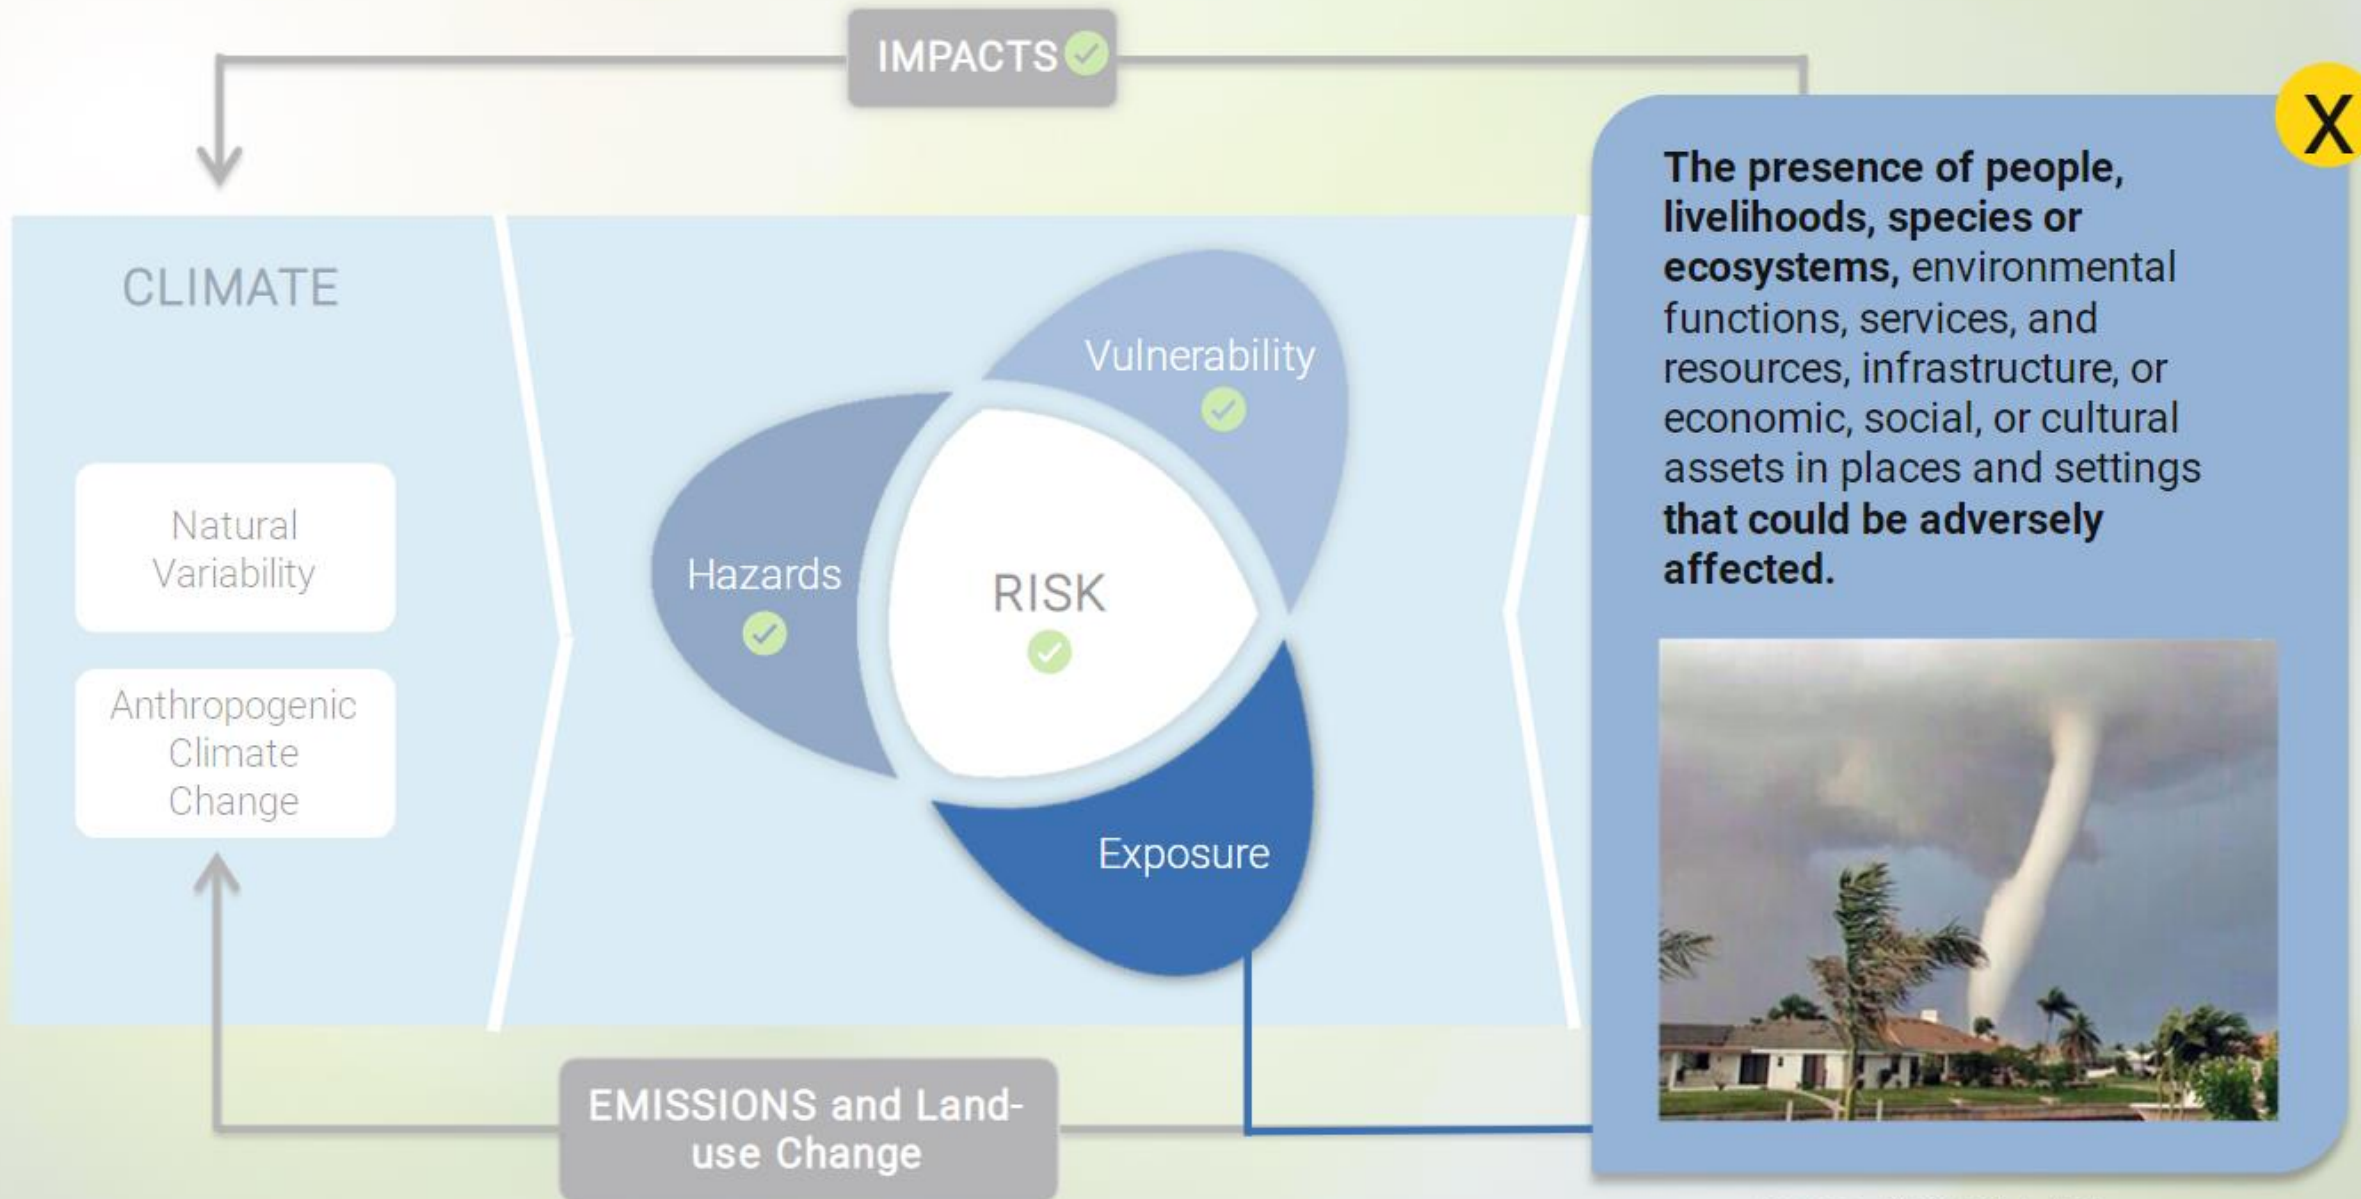 IMPACTS
X
CLIMATE
Natural
Variability
Anthropogenic
Climate
Change
Vulnerability
Hazards
RISK
Exposure
EMISSIONS and Land-
use Change
The presence of people,
livelihoods, species or
ecosystems, environmental
functions, services, and
resources, infrastructure, or
economic, social, or cultural
assets in places and settings
that could be adversely
affected.